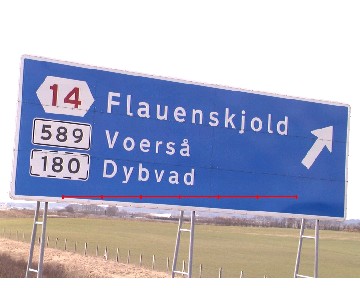 14 Flauenskjold
589 Voerså
180 Dybvad